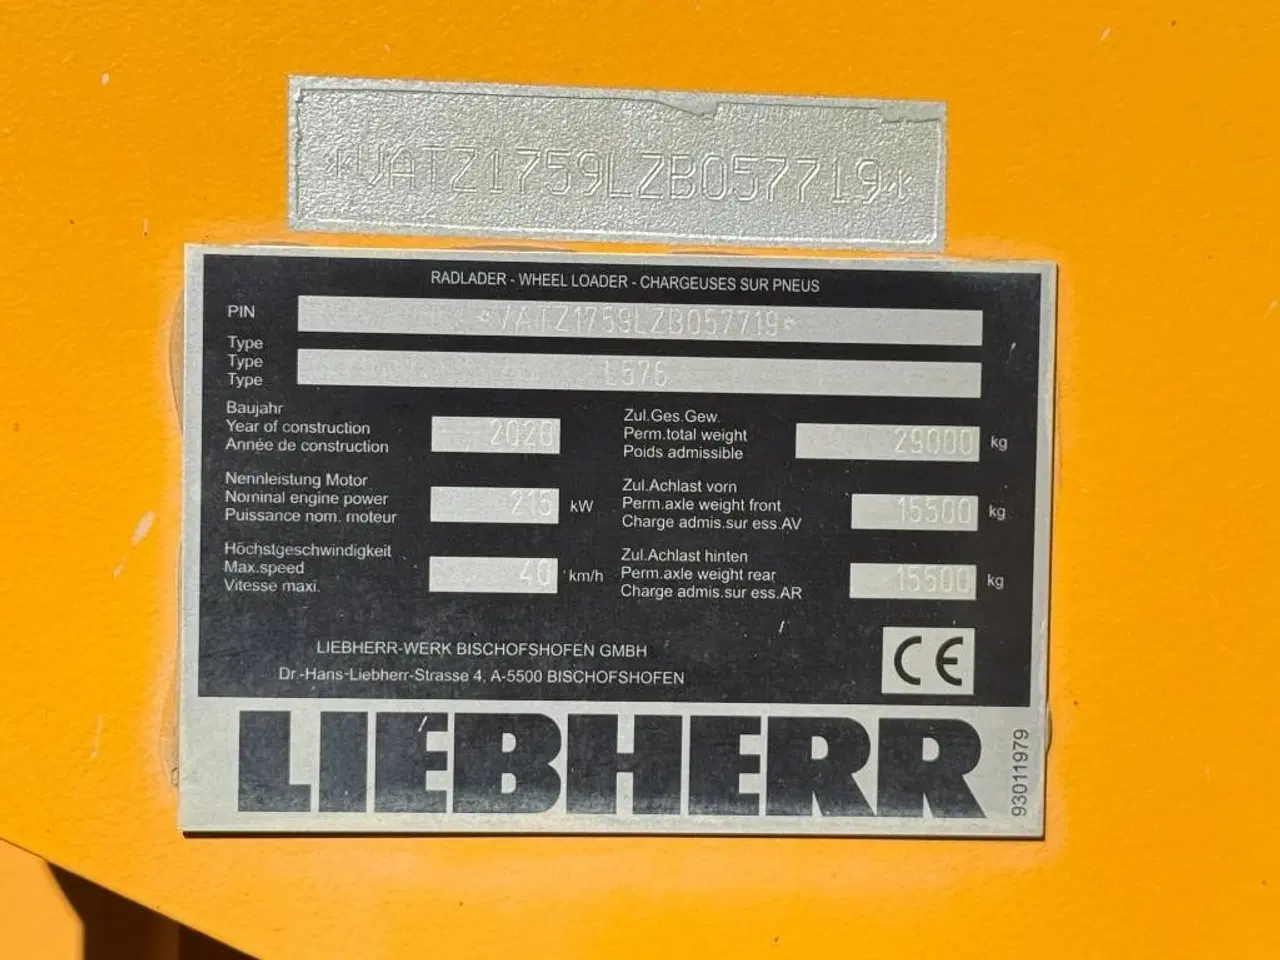 *VATZ1759LZB057719*
RADLADER - WHEEL LOADER - CHARGEUSES SUR PNEUS
PIN *VATZ1759LZB057719*
Type
Type L576
Type
Baujahr
Year of construction 2020
Année de construction
Zul.Ges.Gew.
Perm.total weight 29000 kg
Poids admissible
Nennleistung Motor
Nominal engine power 215 kW
Puissance nom. moteur
Zul.Achlast vorn
Perm.axle weight front 15500 kg
Charge admis.sur ess.AV
Höchstgeschwindigkeit
Max.speed 40 km/h
Vitesse maxi.
Zul.Achlast hinten
Perm.axle weight rear 15500 kg
Charge admis.sur ess.AR
LIEBHERR-WERK BISCHOFSHOFEN GMBH
Dr.-Hans-Liebherr-Strasse 4, A-5500 BISCHOFSHOFEN
CE
LIEBHERR
93011979